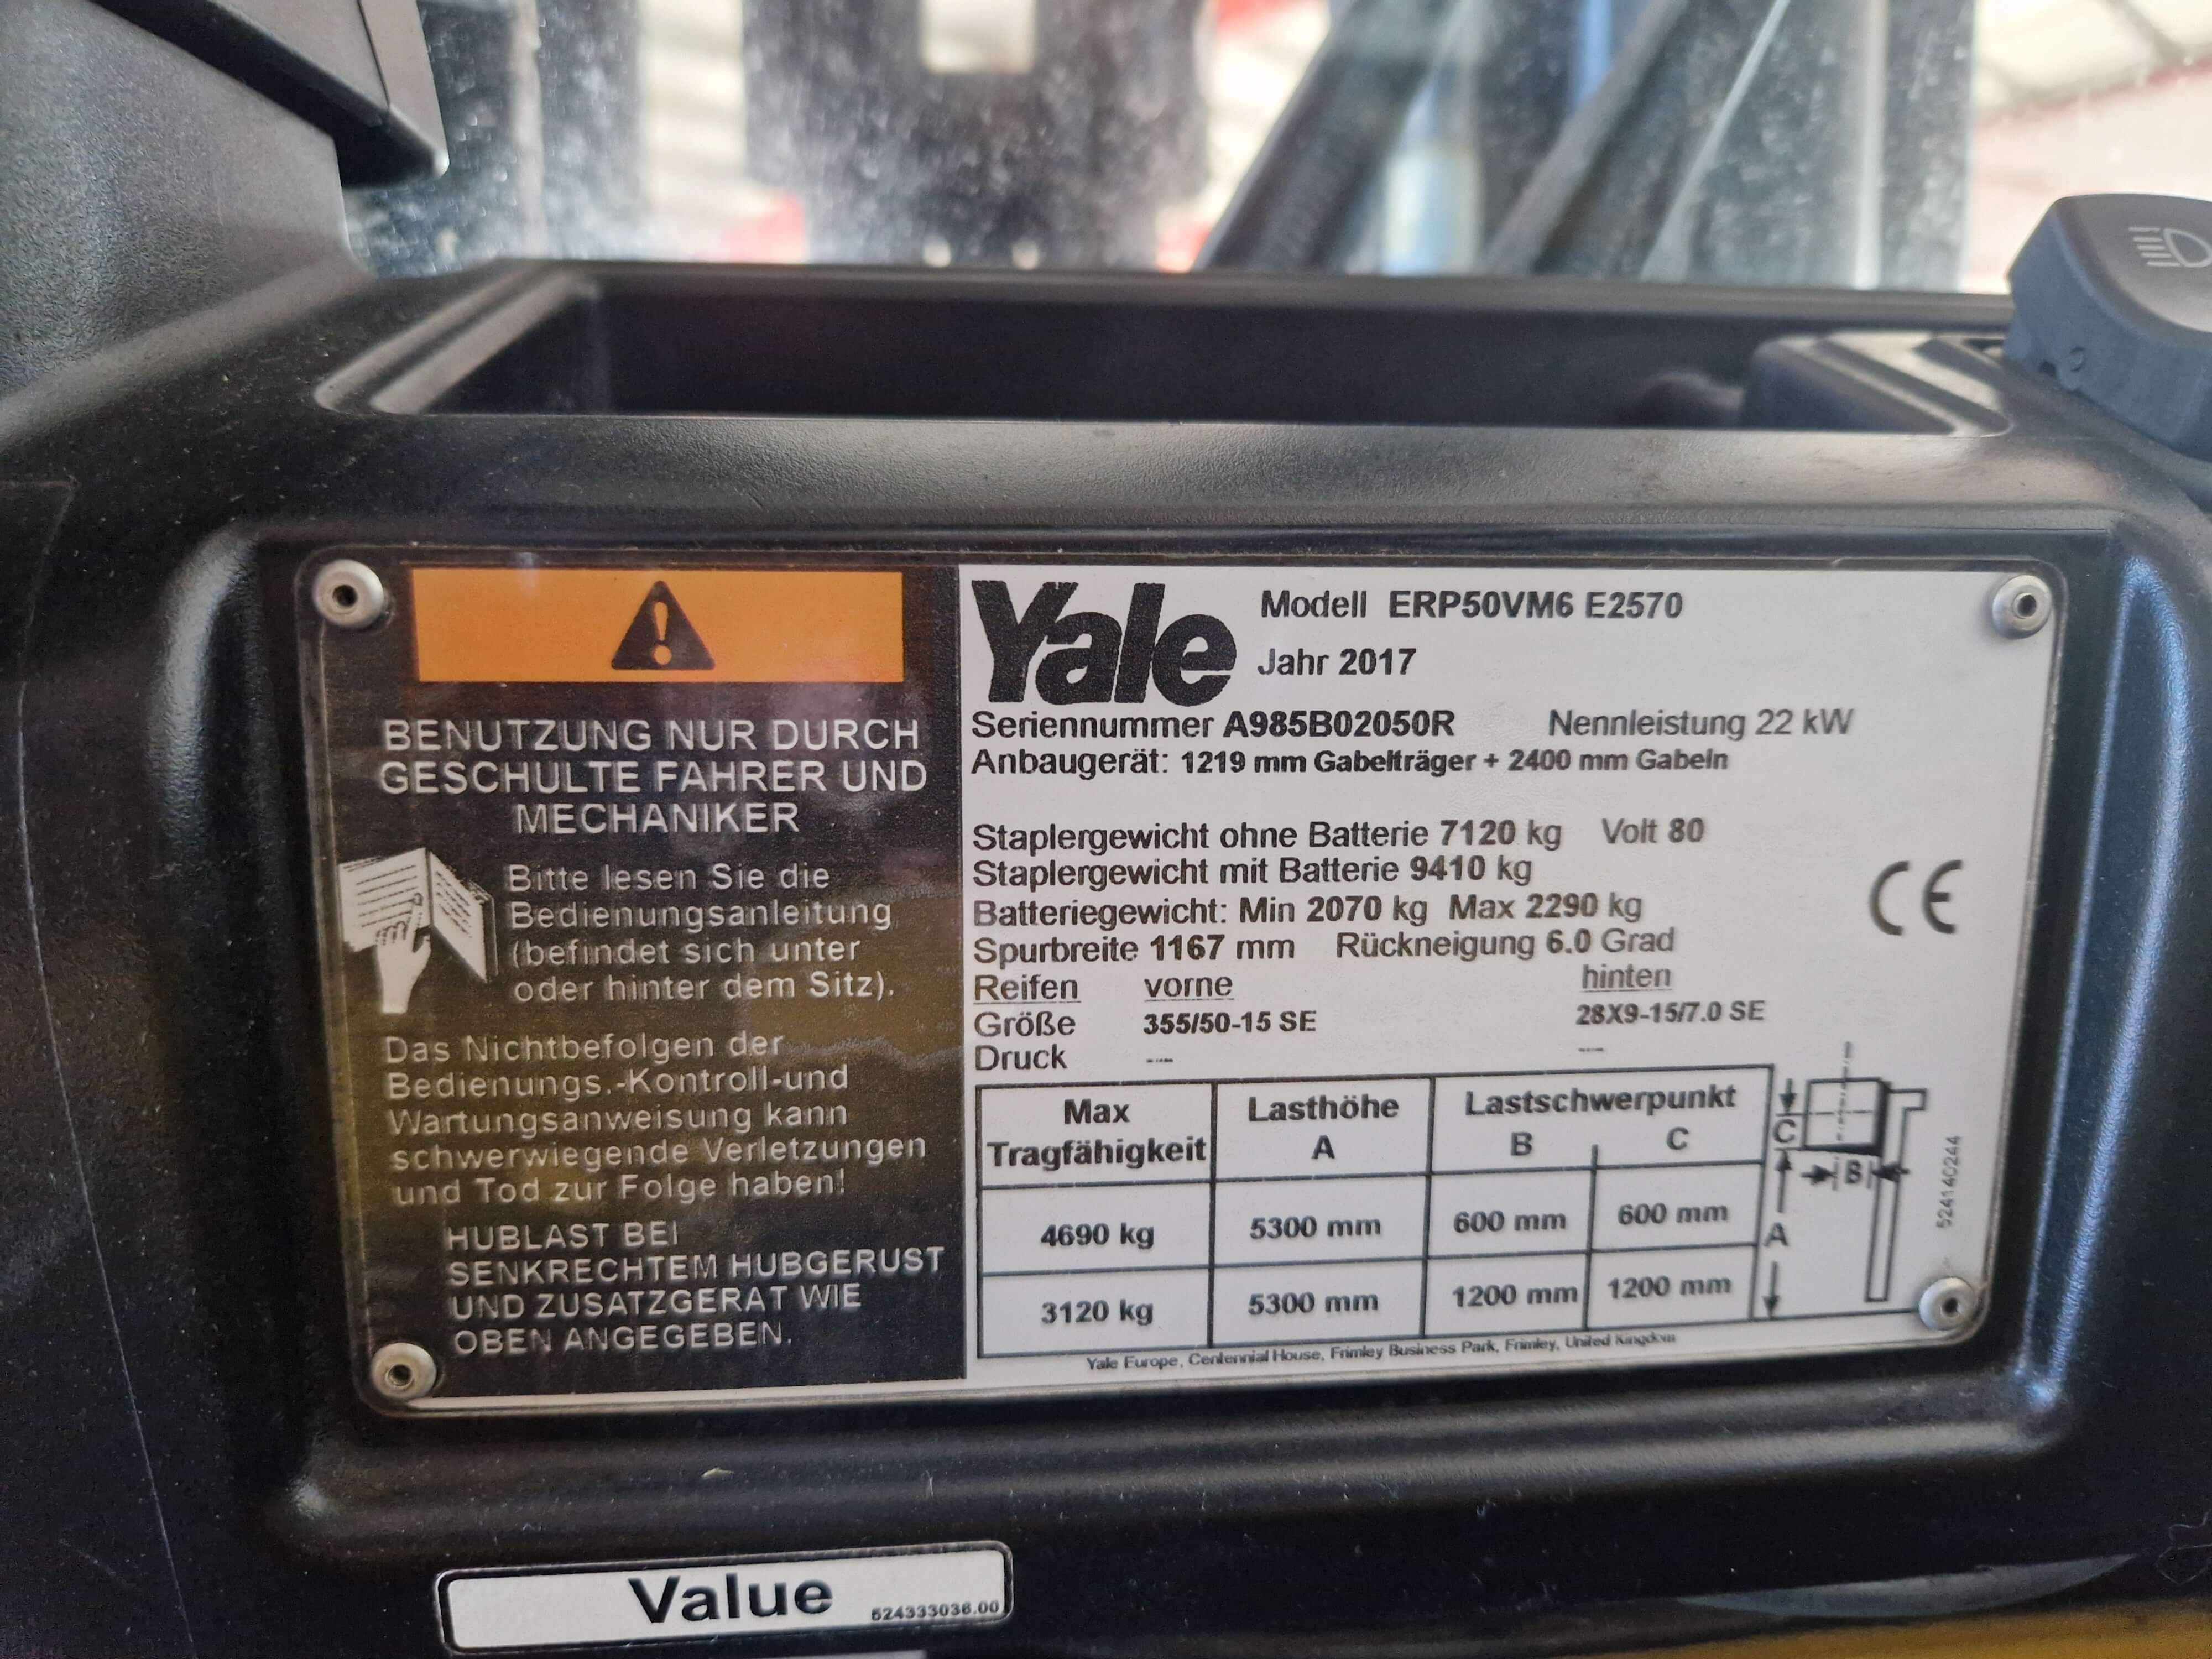 BENUTZUNG NUR DURCH
GESCHULTE FAHRER UND
MECHANIKER
Bitte lesen Sie die
Bedienungsanleitung
(befindet sich unter
oder hinter dem Sitz).
Das Nichtbefolgen der
Bedienungs.-Kontroll-und
Wartungsanweisung kann
schwerwiegende Verletzungen
und Tod zur Folge haben!
HUBLAST BEI
SENKRECHTEM HUBGERUST
UND ZUSATZGERAT WIE
OBEN ANGEGEBEN.
Yale
Modell ERP50VM6 E2570
Jahr 2017
Seriennummer A985B02050R Nennleistung 22 kW
Anbaugerät: 1219 mm Gabelträger + 2400 mm Gabeln
Staplergewicht ohne Batterie 7120 kg Volt 80
Staplergewicht mit Batterie 9410 kg
Batteriegewicht: Min 2070 kg Max 2290 kg
CE
Spurbreite 1167 mm Rückneigung 6.0 Grad
Reifen vorne hinten
Größe 355/50-15 SE 28X9-15/7.0 SE
Druck --- ---
Max Lasthöhe Lastschwerpunkt
Tragfähigkeit A B C
4690 kg 5300 mm 600 mm 600 mm
3120 kg 5300 mm 1200 mm 1200 mm
C
B
A
524140244
Yale Europe, Centennial House, Frimley Business Park, Frimley, United Kingdom
Value 524333036.00